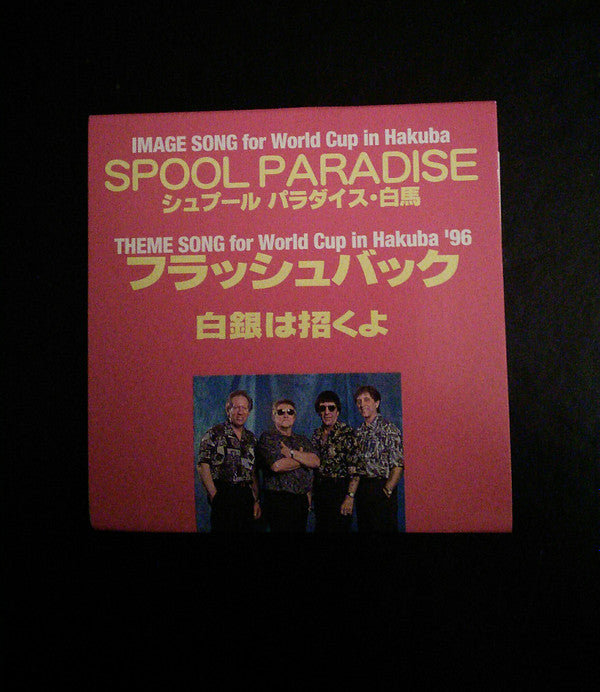 IMAGE SONG for World Cup in Hakuba
SPOOL PARADISE
シュプール パラダイス・白馬
THEME SONG for World Cup in Hakuba '96
フラッシュバック
白銀は招くよ